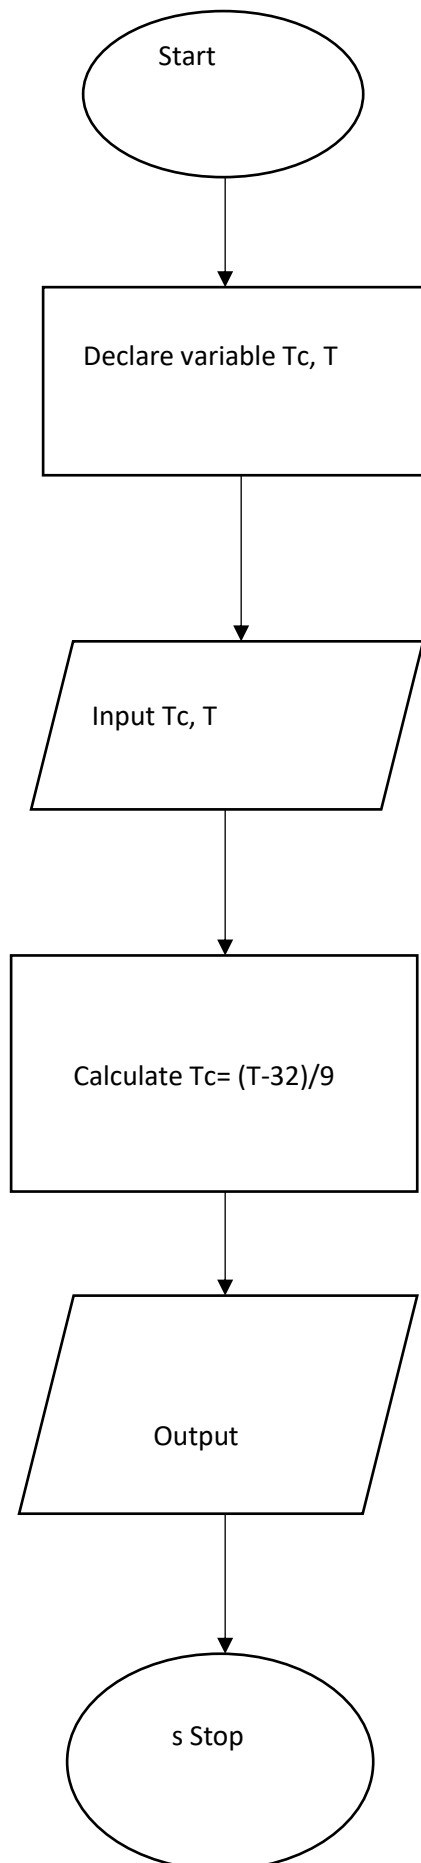 Start
Declare variable Tc, T
Input Tc, T
Calculate Tc= (T-32)/9
Output
s Stop